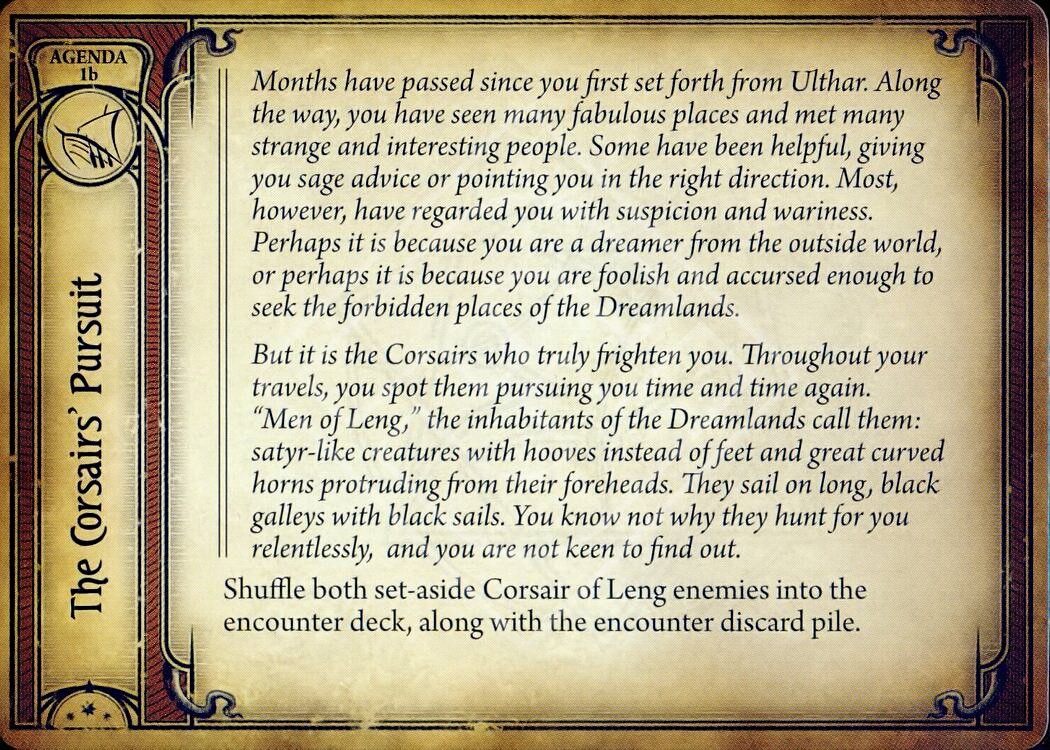 AGENDA
1b
The Corsairs’ Pursuit
Months have passed since you first set forth from Ulthar. Along
the way, you have seen many fabulous places and met many
strange and interesting people. Some have been helpful, giving
you sage advice or pointing you in the right direction. Most,
however, have regarded you with suspicion and wariness.
Perhaps it is because you are a dreamer from the outside world,
or perhaps it is because you are foolish and accursed enough to
seek the forbidden places of the Dreamlands.
But it is the Corsairs who truly frighten you. Throughout your
travels, you spot them pursuing you time and time again.
“Men of Leng,” the inhabitants of the Dreamlands call them:
satyr-like creatures with hooves instead of feet and great curved
horns protruding from their foreheads. They sail on long, black
galleys with black sails. You know not why they hunt for you
relentlessly, and you are not keen to find out.
Shuffle both set-aside Corsair of Leng enemies into the
encounter deck, along with the encounter discard pile.